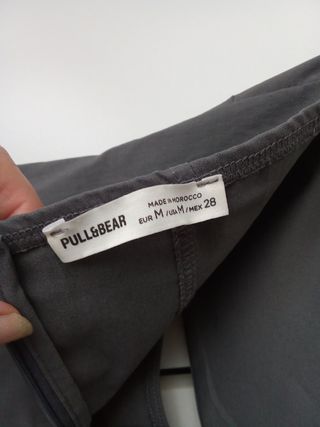 PULL&BEAR
MADE IN MOROCCO
EUR M / USA M / MEX 28